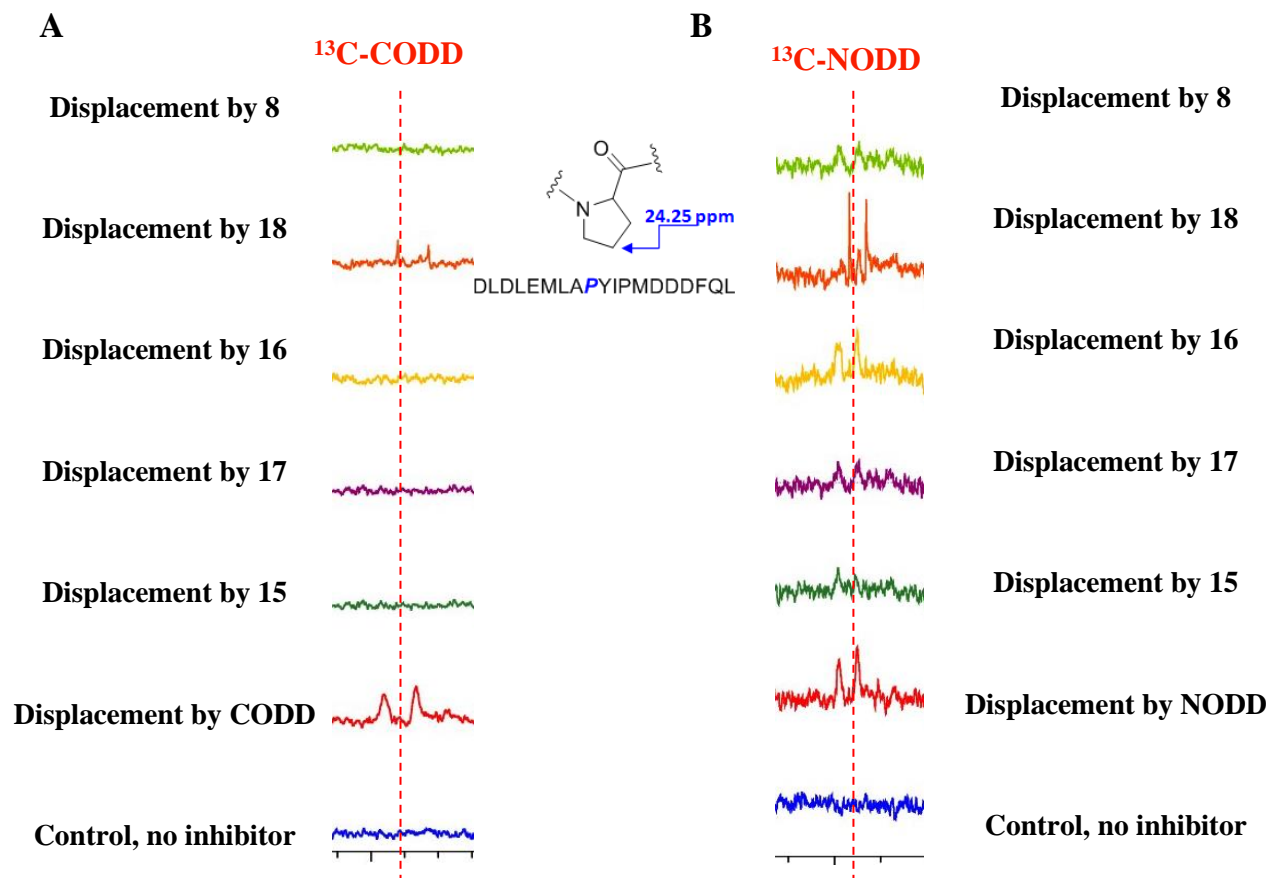 A
B
¹³C-CODD
¹³C-NODD
Displacement by 8
Displacement by 8
O
N
24.25 ppm
Displacement by 18
Displacement by 18
DLDLEMLAPYIPMDDDFQL
Displacement by 16
Displacement by 16
Displacement by 17
Displacement by 17
Displacement by 15
Displacement by 15
Displacement by CODD
Displacement by NODD
Control, no inhibitor
Control, no inhibitor